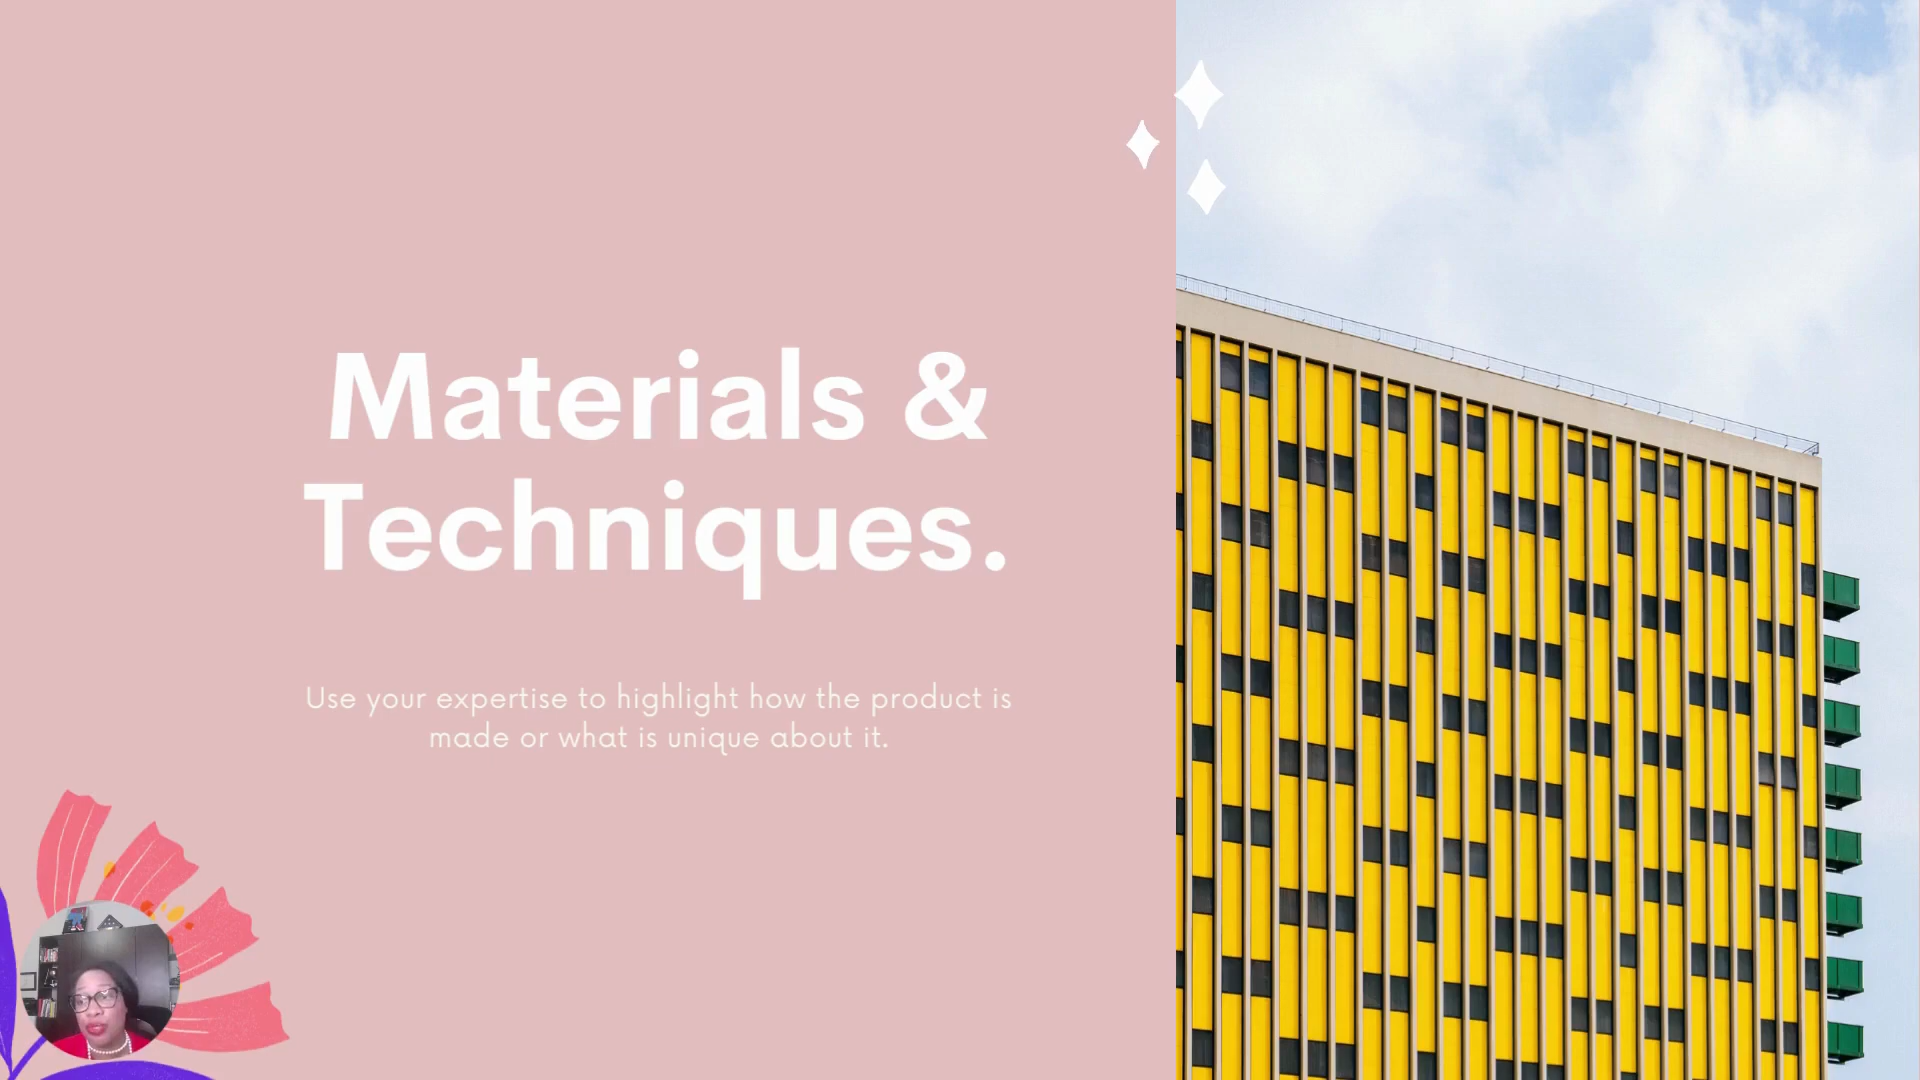 Materials &
Techniques.
Use your expertise to highlight how the product is
made or what is unique about it.